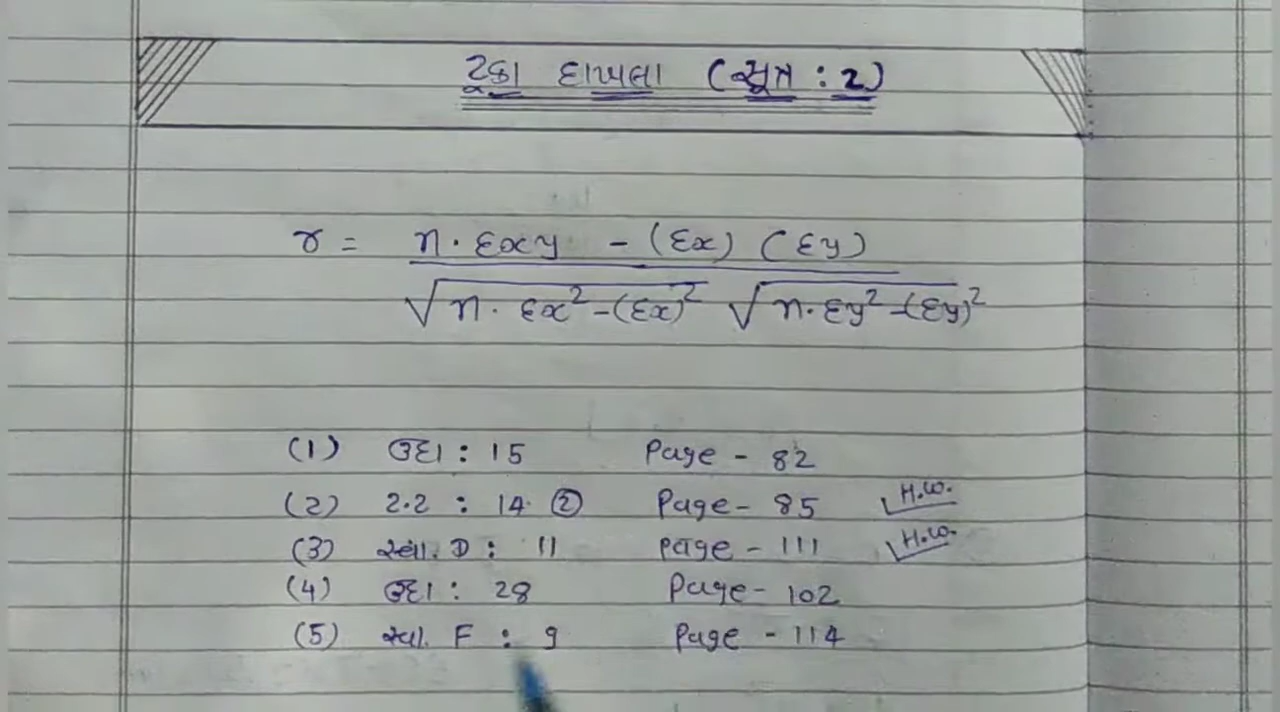 ટૂંકા દાખલા (સૂત્ર : 2)
r = n · Σxy - (Σx) (Σy)
√n · Σx² - (Σx)² √n · Σy² - (Σy)²
(1) ઉદા : 15 Page - 82
(2) 2.2 : 14 ② Page - 85 H.W.
(3) સ્વા. D : 11 Page - 111 H.W.
(4) ઉદા : 28 Page - 102
(5) સ્વા. F : 9 Page - 114